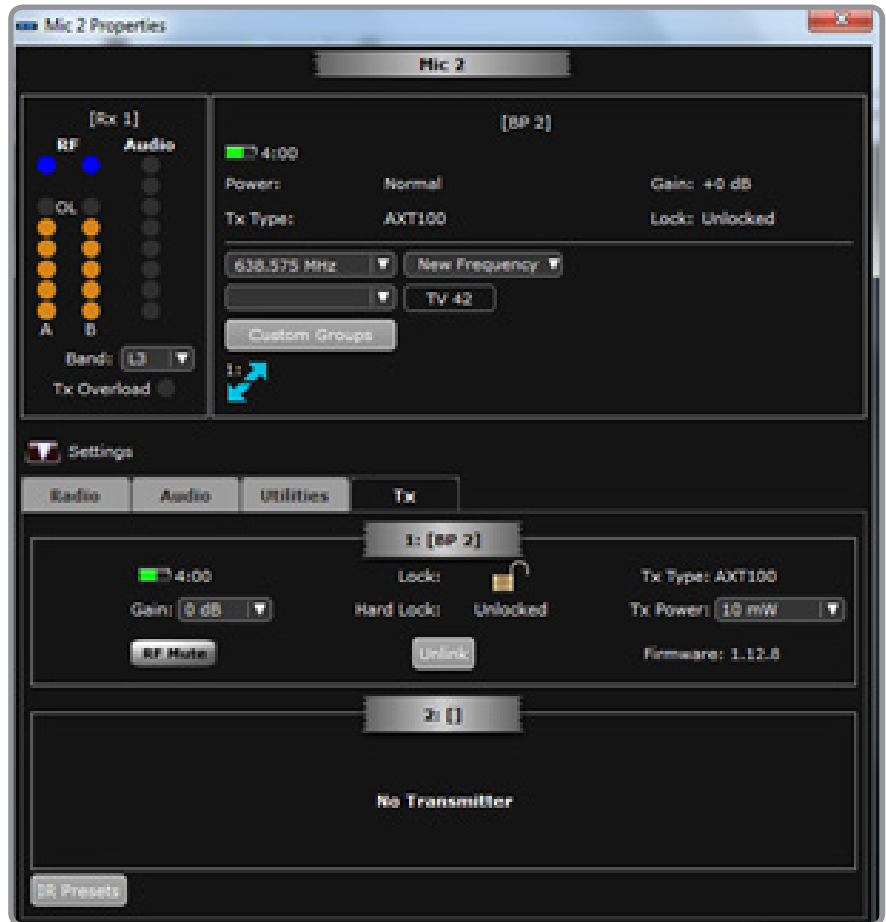 Mic 2 Properties
Mic 2
[Rx 1]
RF Audio
OL
A B
Band: L3
Tx Overload
[BP 2]
4:00
Power: Normal Gain: +0 dB
Tx Type: AXT100 Lock: Unlocked
638.575 MHz New Frequency
TV 42
Custom Groups
1:
Settings
Radio Audio Utilities Tx
1: [BP 2]
4:00 Lock: Tx Type: AXT100
Gain: 0 dB Hard Lock: Unlocked Tx Power: 10 mW
RF Mute Unlink Firmware: 1.12.8
2: []
No Transmitter
IR Presets